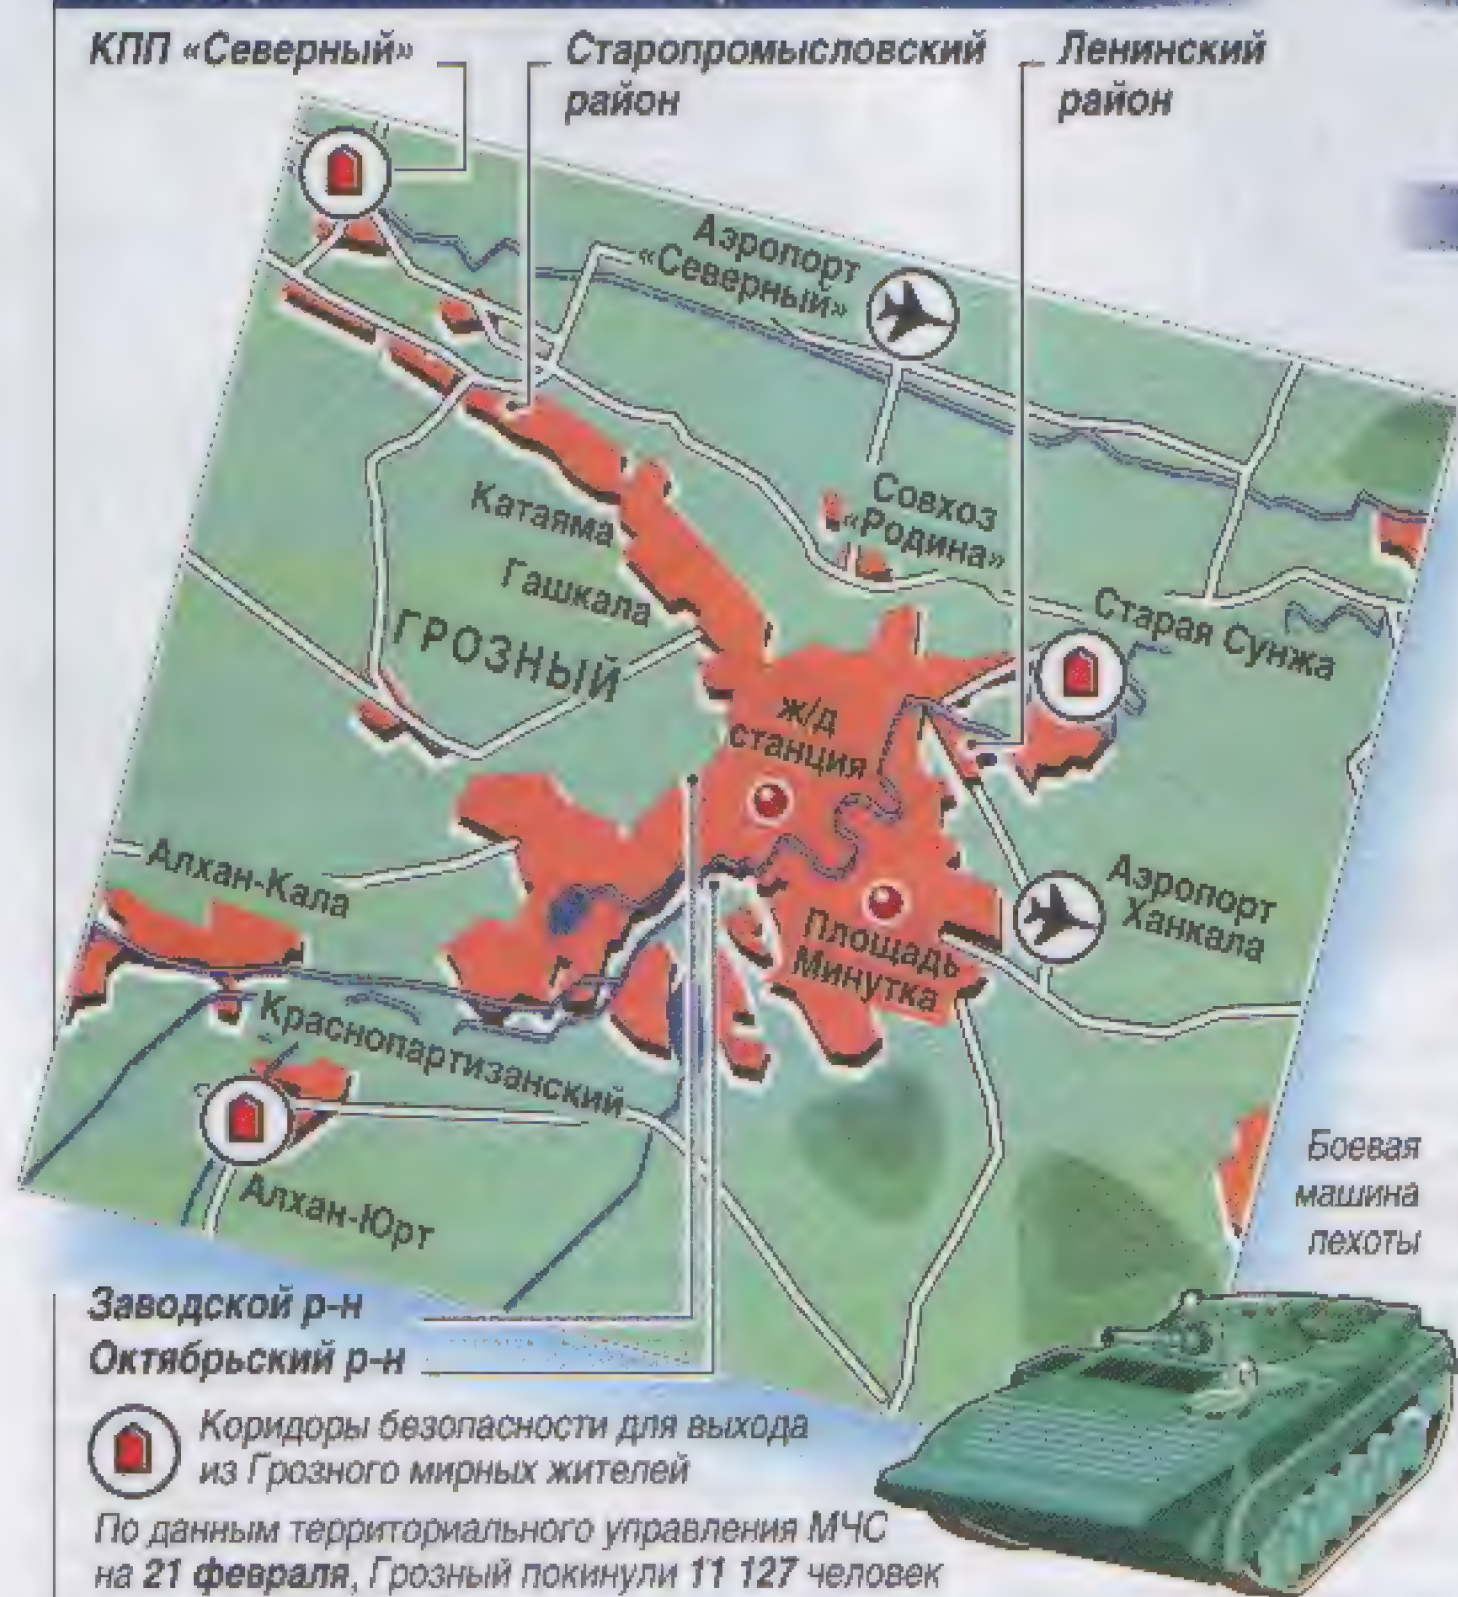 КПП «Северный»
Старопромысловский
район
Ленинский
район
Аэропорт
«Северный»
Совхоз
«Родина»
Катаяма
Гашкала
ГРОЗНЫЙ
Старая Сунжа
ж/д
станция
Алхан-Кала
Аэропорт
Ханкала
Площадь
Минутка
Краснопартизанский
Алхан-Юрт
Боевая
машина
пехоты
Заводской р-н
Октябрьский р-н
Коридоры безопасности для выхода
из Грозного мирных жителей
По данным территориального управления МЧС
на 21 февраля, Грозный покинули 11 127 человек